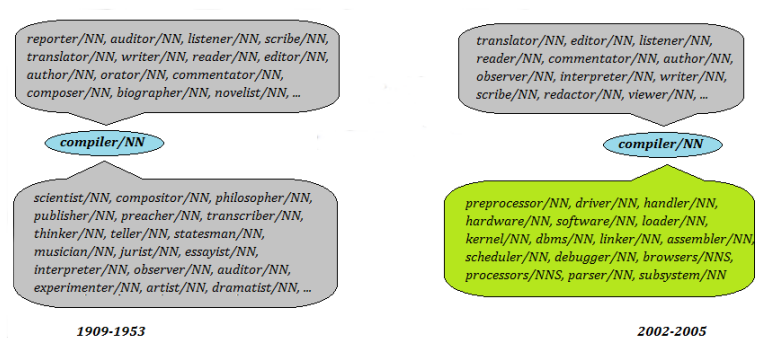 reporter/NN, auditor/NN, listener/NN, scribe/NN,
translator/NN, writer/NN, reader/NN, editor/NN,
author/NN, orator/NN, commentator/NN,
composer/NN, biographer/NN, novelist/NN, ...
compiler/NN
scientist/NN, compositor/NN, philosopher/NN,
publisher/NN, preacher/NN, transcriber/NN,
thinker/NN, teller/NN, statesman/NN,
musician/NN, jurist/NN, essayist/NN,
interpreter/NN, observer/NN, auditor/NN,
experimenter/NN, artist/NN, dramatist/NN, ...
1909-1953
translator/NN, editor/NN, listener/NN,
reader/NN, commentator/NN, author/NN,
observer/NN, interpreter/NN, writer/NN,
scribe/NN, redactor/NN, viewer/NN, ...
compiler/NN
preprocessor/NN, driver/NN, handler/NN,
hardware/NN, software/NN, loader/NN,
kernel/NN, dbms/NN, linker/NN, assembler/NN,
scheduler/NN, debugger/NN, browsers/NNS,
processors/NNS, parser/NN, subsystem/NN
2002-2005